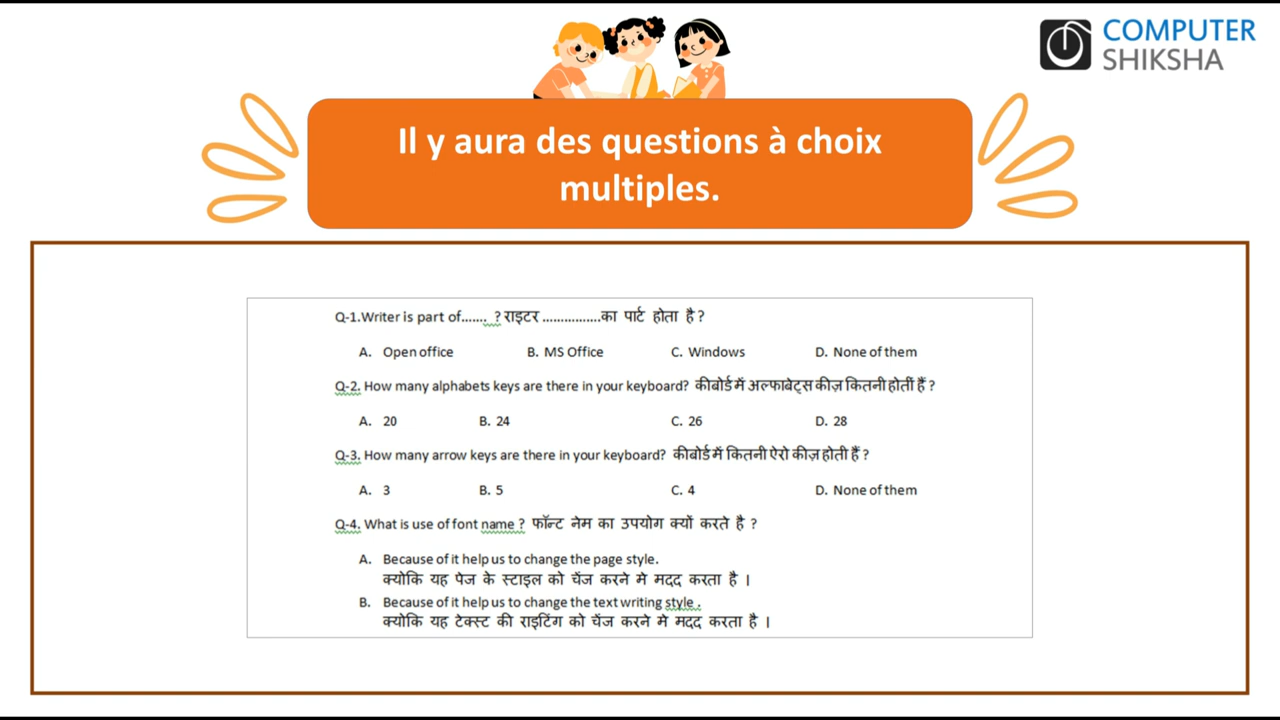 COMPUTER
SHIKSHA
Il y aura des questions à choix
multiples.
Q-1.Writer is part of....... ? राइटर ................का पार्ट होता है ?
A. Open office B. MS Office C. Windows D. None of them
Q-2. How many alphabets keys are there in your keyboard? कीबोर्ड में अल्फाबेट्स कीज़ कितनी होतीं हैं ?
A. 20 B. 24 C. 26 D. 28
Q-3. How many arrow keys are there in your keyboard? कीबोर्ड में कितनी ऐरो कीज़ होती हैं ?
A. 3 B. 5 C. 4 D. None of them
Q-4. What is use of font name ? फॉन्ट नेम का उपयोग क्यों करते है ?
A. Because of it help us to change the page style.
क्योकि यह पेज के स्टाइल को चेंज करने मे मदद करता है ।
B. Because of it help us to change the text writing style .
क्योकि यह टेक्स्ट की राइटिंग को चेंज करने मे मदद करता है ।